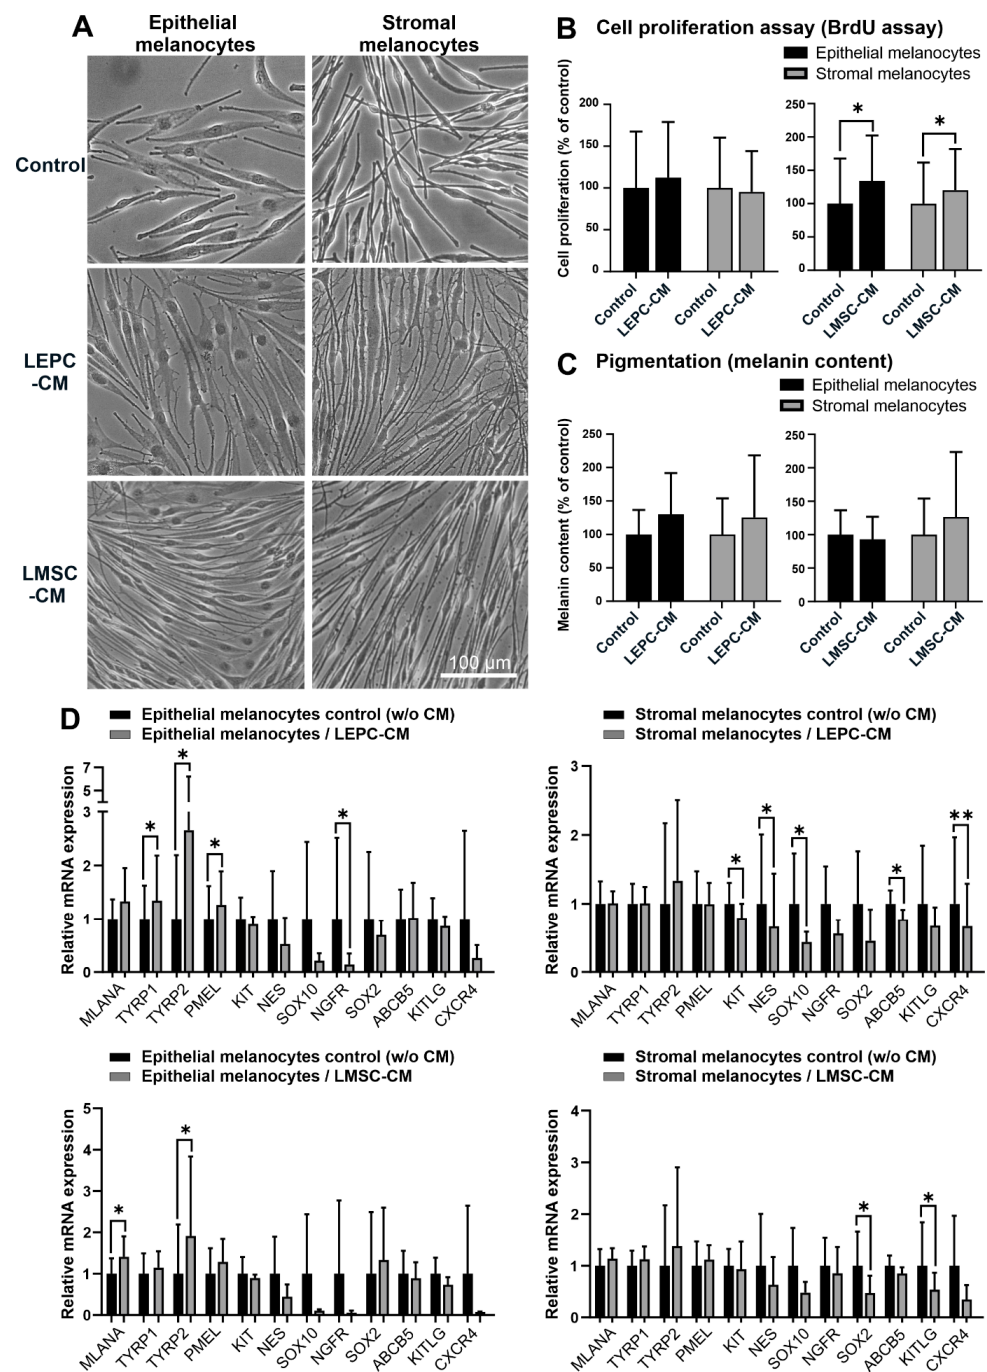 A
Epithelial
melanocytes
Stromal
melanocytes
Control
LEPC
-CM
LMSC
-CM
100 µm
B Cell proliferation assay (BrdU assay)
Epithelial melanocytes
Stromal melanocytes
Cell proliferation (% of control)
200
150
100
50
0
Control
LEPC-CM
Control
LEPC-CM
250
200
150
100
50
0
*
*
Control
LMSC-CM
Control
LMSC-CM
C Pigmentation (melanin content)
Epithelial melanocytes
Stromal melanocytes
Melanin content (% of control)
250
200
150
100
50
0
Control
LEPC-CM
Control
LEPC-CM
250
200
150
100
50
0
Control
LMSC-CM
Control
LMSC-CM
D
Epithelial melanocytes control (w/o CM)
Epithelial melanocytes / LEPC-CM
Relative mRNA expression
7
5
3
2
1
0
*
*
*
*
MLANA
TYRP1
TYRP2
PMEL
KIT
NES
SOX10
NGFR
SOX2
ABCB5
KITLG
CXCR4
Stromal melanocytes control (w/o CM)
Stromal melanocytes / LEPC-CM
Relative mRNA expression
3
2
1
0
*
*
*
*
**
MLANA
TYRP1
TYRP2
PMEL
KIT
NES
SOX10
NGFR
SOX2
ABCB5
KITLG
CXCR4
Epithelial melanocytes control (w/o CM)
Epithelial melanocytes / LMSC-CM
Relative mRNA expression
5
4
3
2
1
0
*
*
MLANA
TYRP1
TYRP2
PMEL
KIT
NES
SOX10
NGFR
SOX2
ABCB5
KITLG
CXCR4
Stromal melanocytes control (w/o CM)
Stromal melanocytes / LMSC-CM
Relative mRNA expression
4
3
2
1
0
*
*
MLANA
TYRP1
TYRP2
PMEL
KIT
NES
SOX10
NGFR
SOX2
ABCB5
KITLG
CXCR4